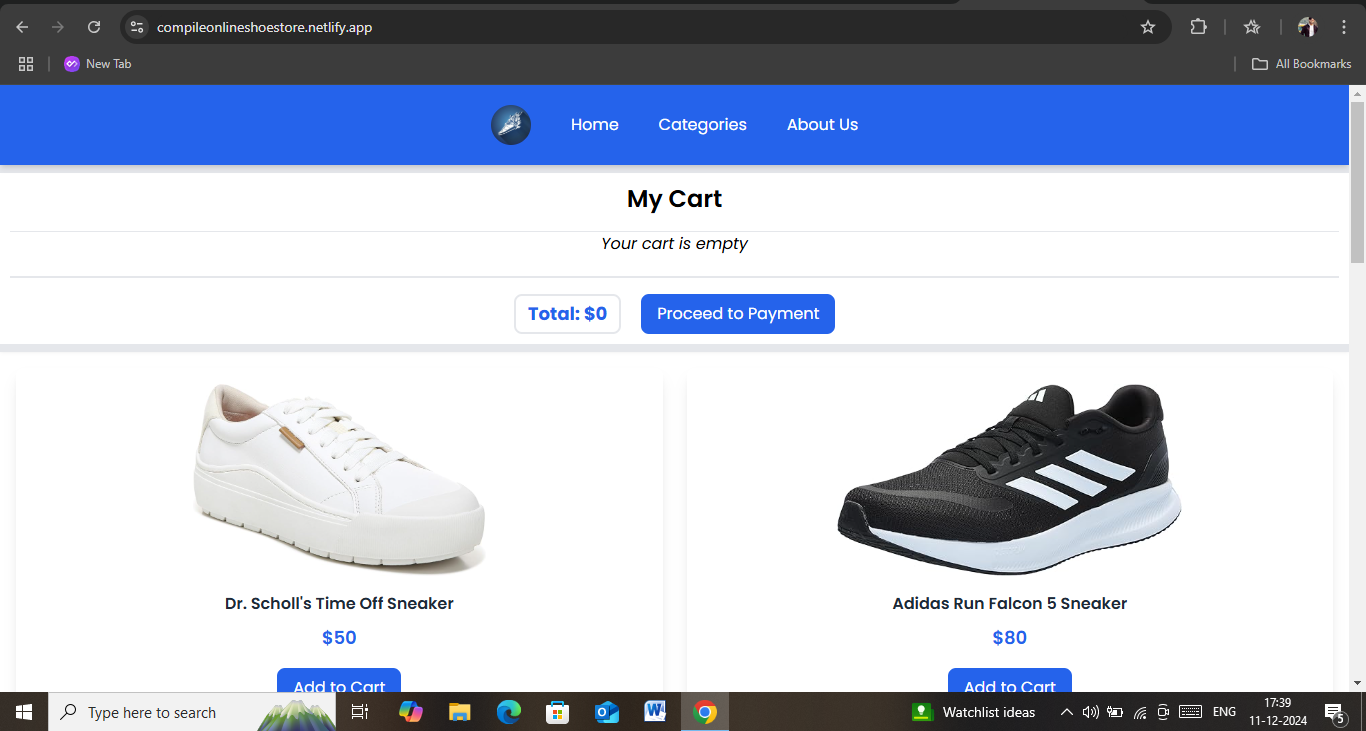 compileonlineshoestore.netlify.app
New Tab
All Bookmarks
Home Categories About Us
My Cart
Your cart is empty
Total: $0 Proceed to Payment
Dr. Scholl's Time Off Sneaker
$50
Add to Cart
Adidas Run Falcon 5 Sneaker
$80
Add to Cart
Type here to search
Watchlist ideas
ENG
17:39
11-12-2024
5